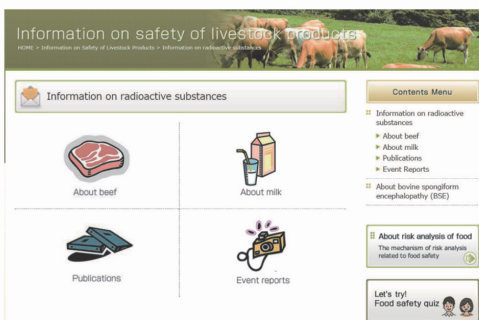 Information on safety of livestock products
HOME > Information on Safety of Livestock Products > Information on radioactive substances
Information on radioactive substances
About beef
About milk
Publications
Event reports
Contents Menu
Information on radioactive
substances
About beef
About milk
Publications
Event Reports
About bovine spongiform
encephalopathy (BSE)
About risk analysis of food
The mechanism of risk analysis
related to food safety
Let's try!
Food safety quiz